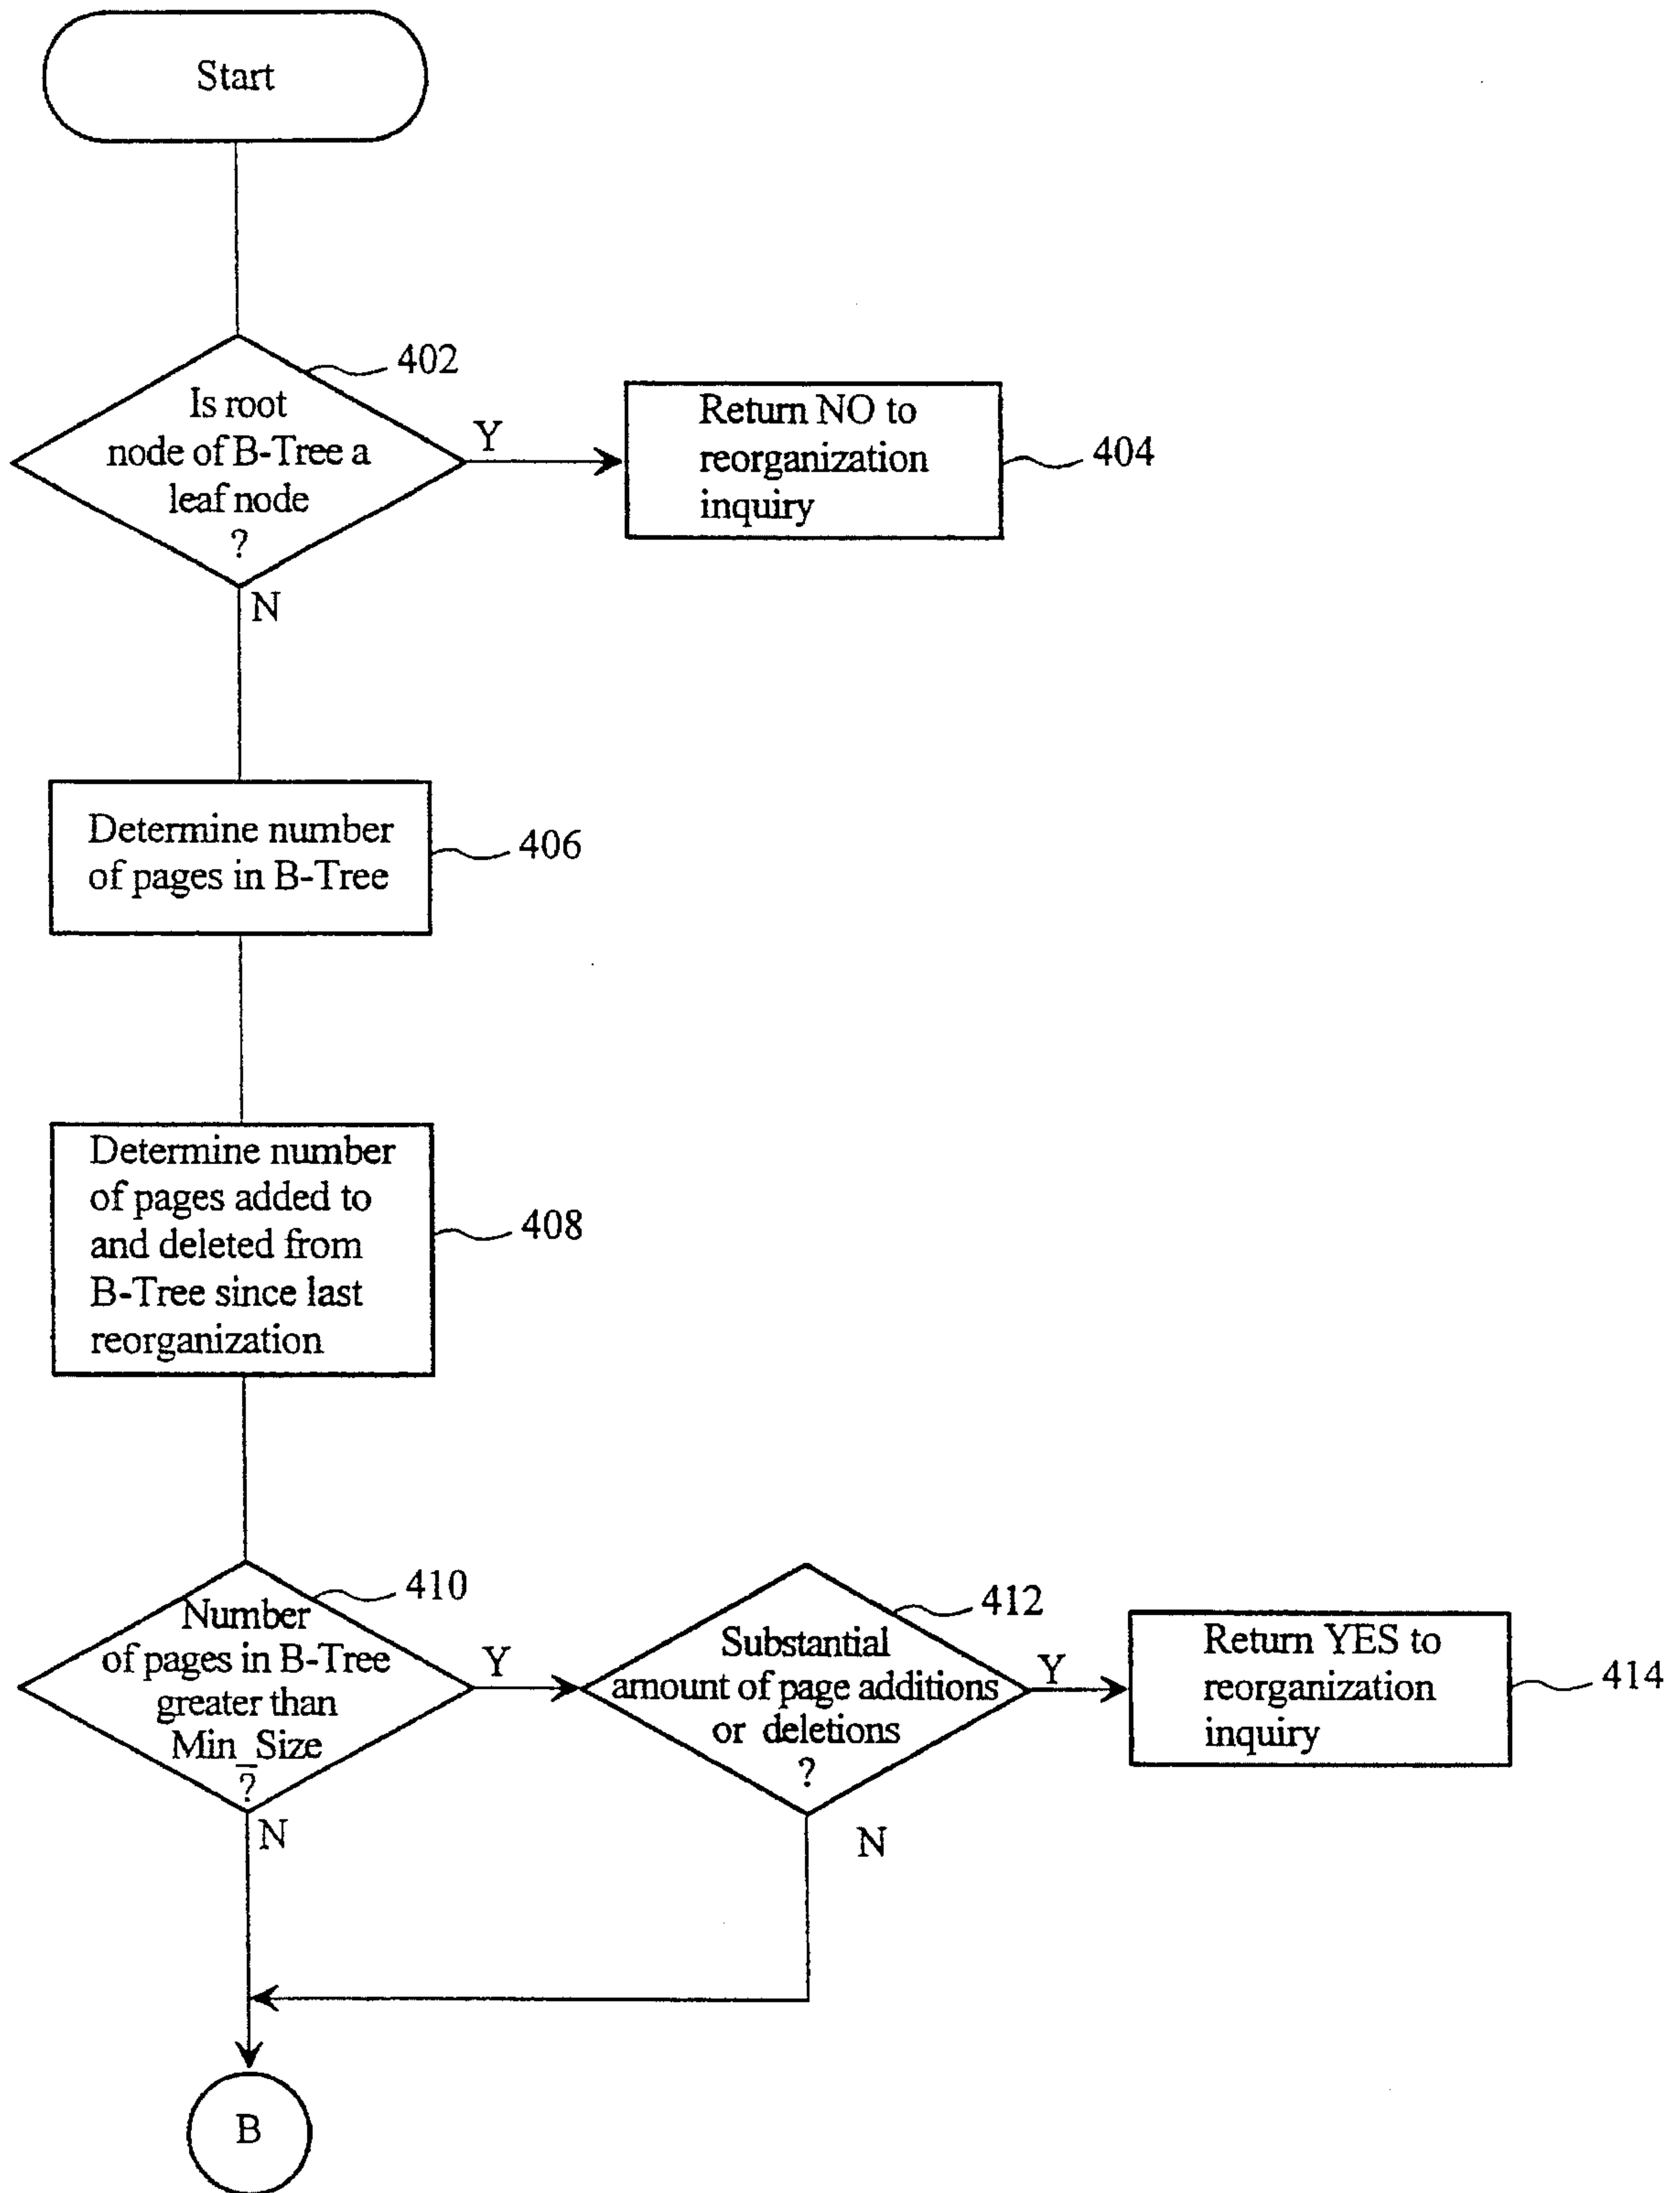 Start
402
Is root
node of B-Tree a
leaf node
?
Y
N
Return NO to
reorganization
inquiry
404
Determine number
of pages in B-Tree
406
Determine number
of pages added to
and deleted from
B-Tree since last
reorganization
408
410
Number
of pages in B-Tree
greater than
Min_Size
?
Y
N
412
Substantial
amount of page additions
or deletions
?
Y
N
Return YES to
reorganization
inquiry
414
B